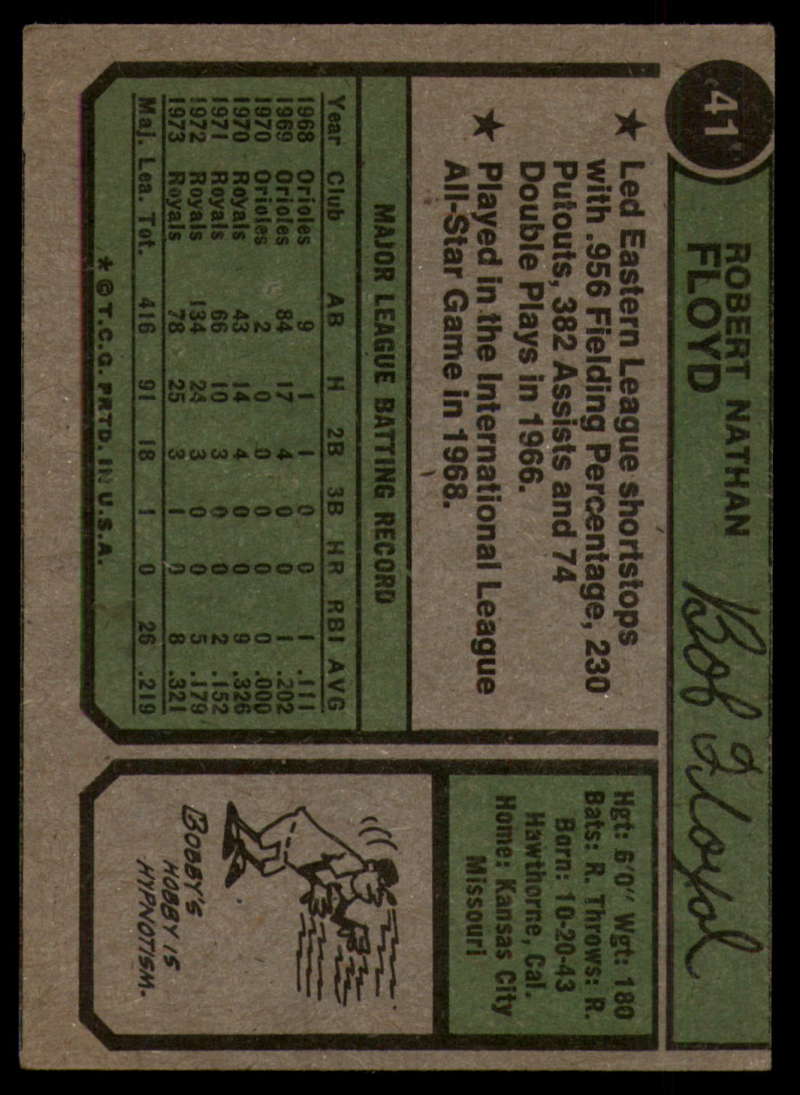 41
ROBERT NATHAN
FLOYD
Bob Floyd
★ Led Eastern League shortstops
with .956 Fielding Percentage, 230
Putouts, 382 Assists and 74
Double Plays in 1966.
★ Played in the International League
All-Star Game in 1968.
MAJOR LEAGUE BATTING RECORD
Year Club AB H 2B 3B HR RBI AVG
1968 Orioles 9 1 1 0 0 1 .111
1969 Orioles 84 17 4 0 0 1 .202
1970 Orioles 2 0 0 0 0 0 .000
1970 Royals 43 14 4 0 0 9 .326
1971 Royals 66 10 3 0 0 2 .152
1972 Royals 134 24 3 0 0 5 .179
1973 Royals 78 25 3 1 0 8 .321
Maj. Lea. Tot. 416 91 18 1 0 26 .219
* © T.C.G. PRTD. IN U.S.A.
Hgt: 6'0" Wgt: 180
Bats: R. Throws: R.
Born: 10-20-43
Hawthorne, Cal.
Home: Kansas City
Missouri
BOBBY'S
HOBBY IS
HYPNOTISM.